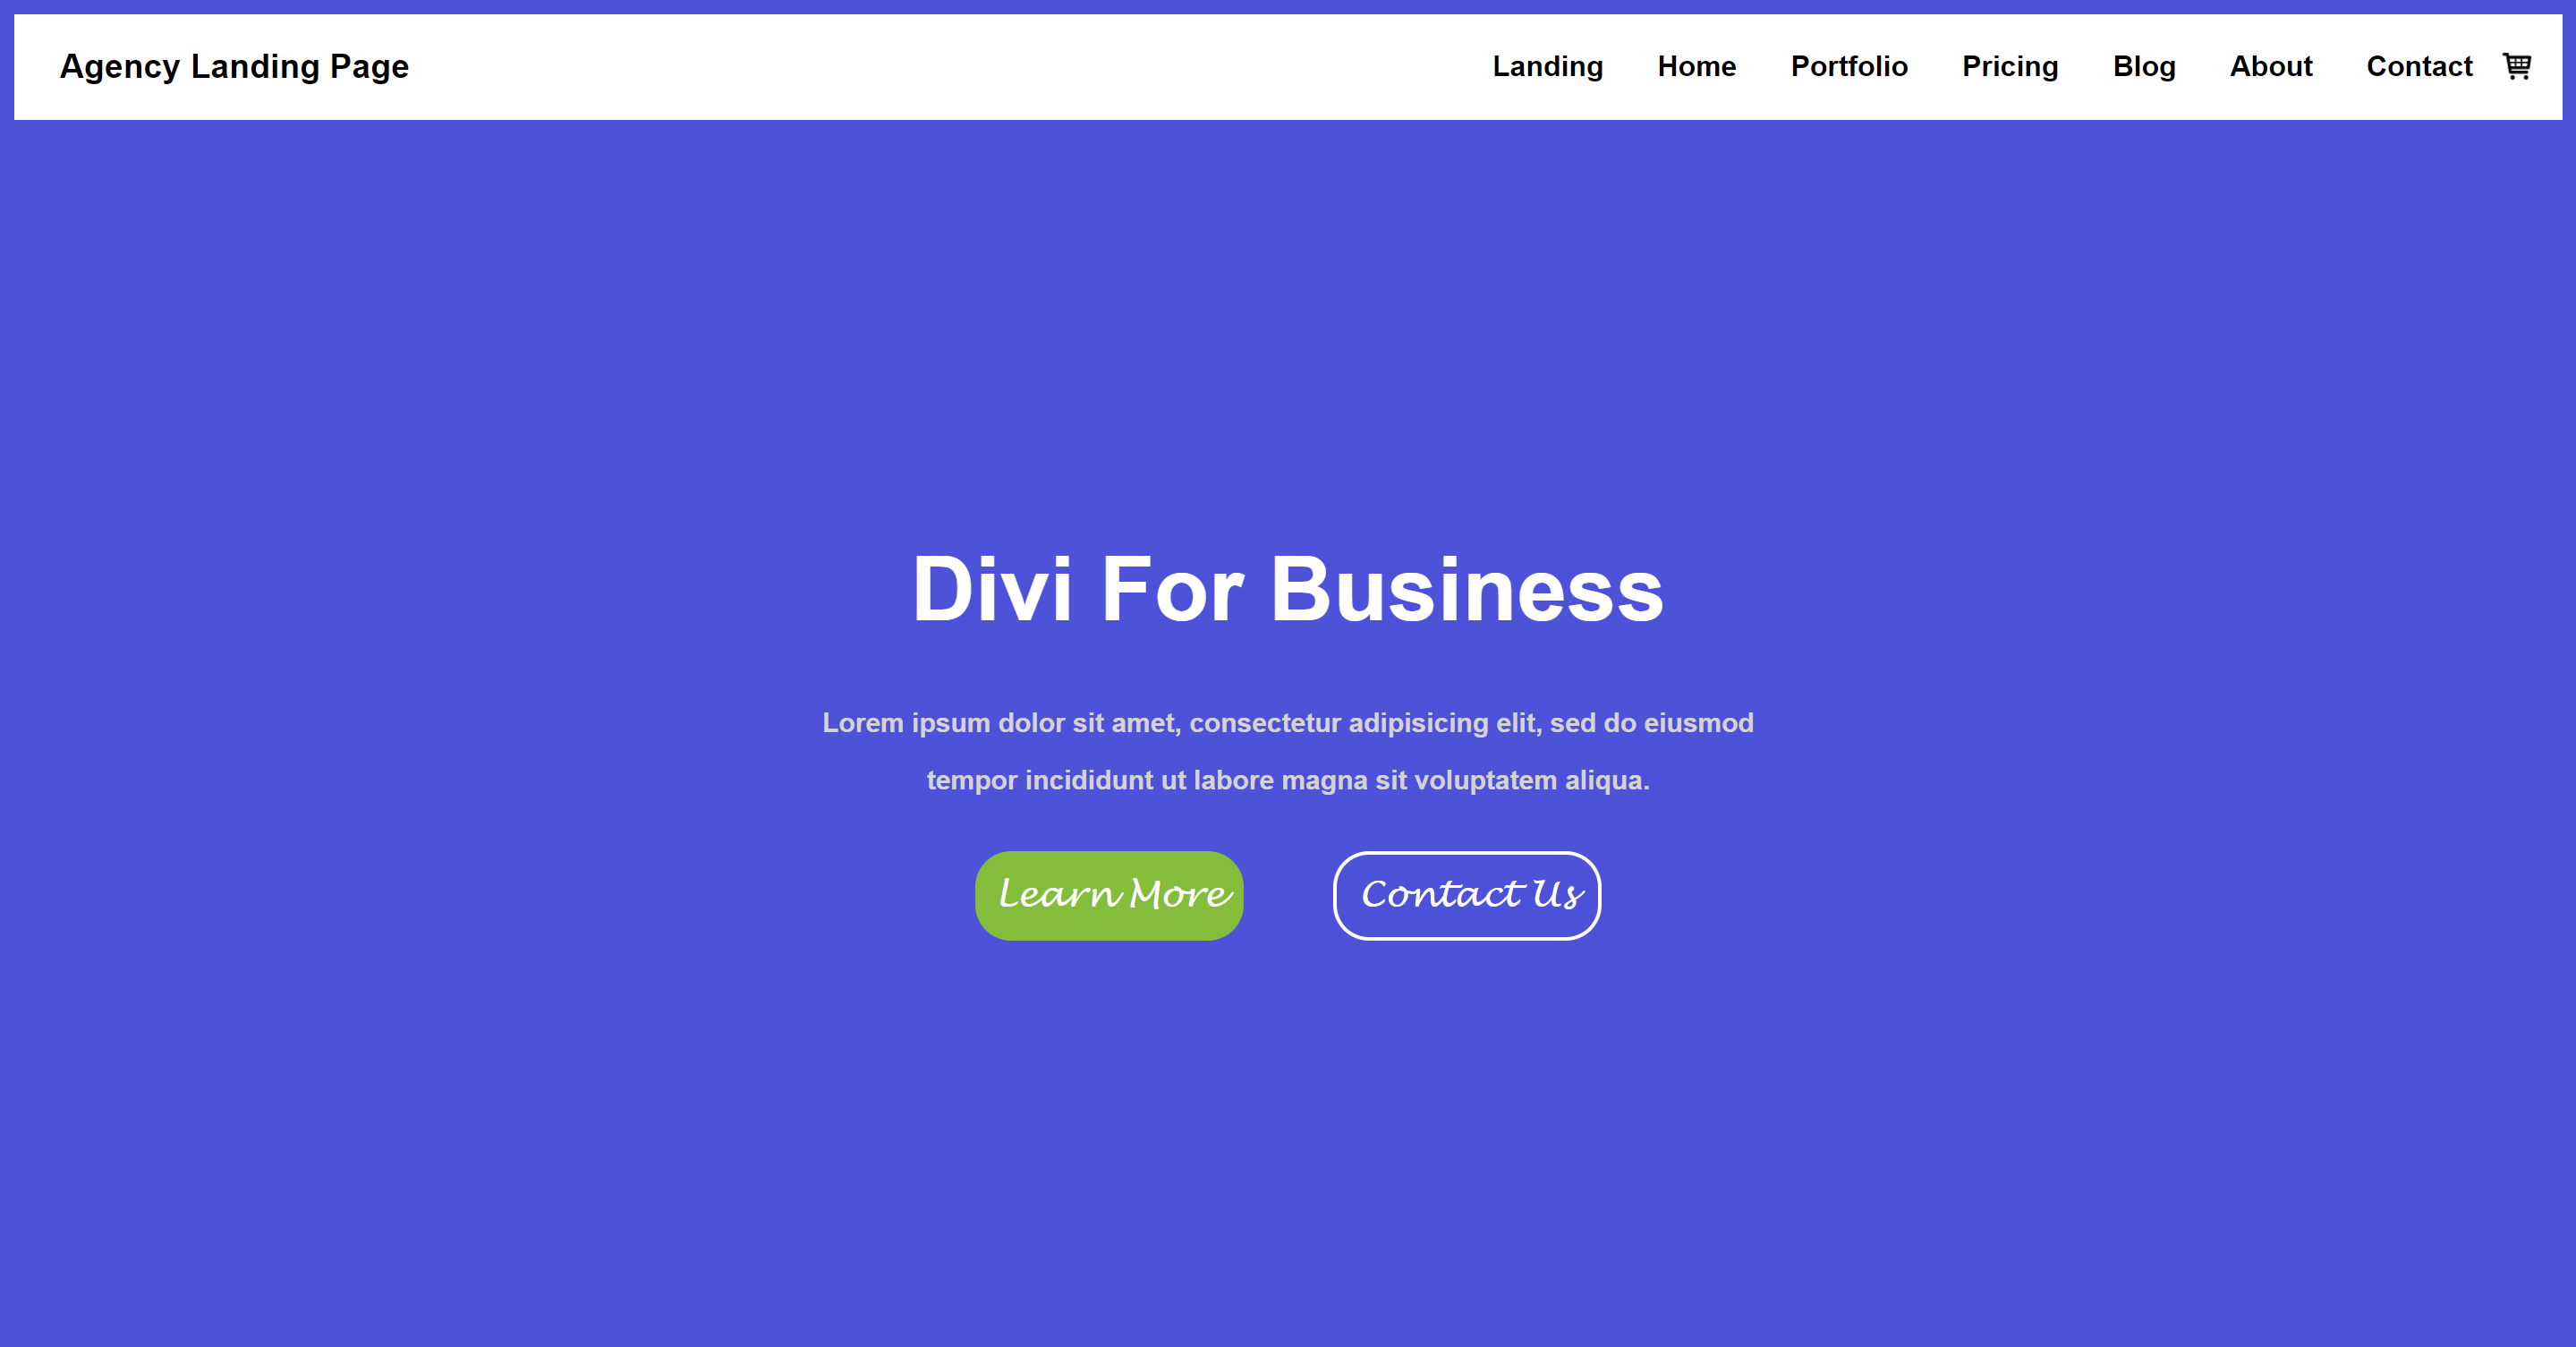 Agency Landing Page
Landing Home Portfolio Pricing Blog About Contact
Divi For Business
Lorem ipsum dolor sit amet, consectetur adipisicing elit, sed do eiusmod
tempor incididunt ut labore magna sit voluptatem aliqua.
Learn More
Contact Us